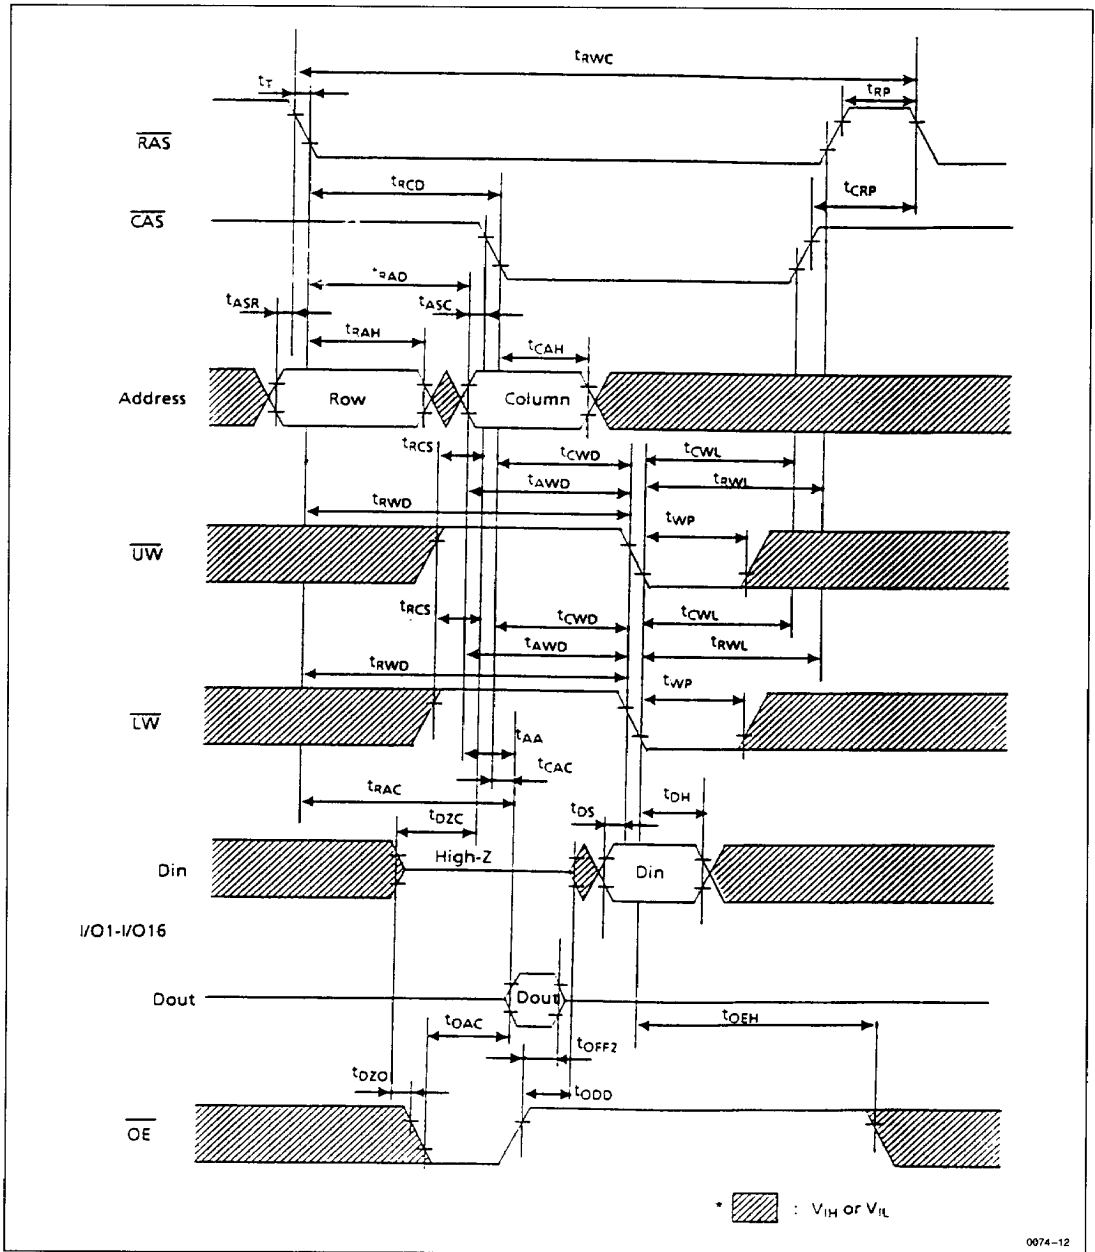 tRWC
tT
tRP
RAS
tRCD
tCRP
CAS
tRAD
tASR
tASC
tRAH
tCAH
Address
Row
Column
tRCS
tCWD
tCWL
tAWD
tRWL
tRWD
tWP
UW
tRCS
tCWD
tCWL
tAWD
tRWL
tRWD
tWP
LW
tAA
tCAC
tRAC
tDH
tDZC
tDS
High-Z
Din
Din
I/O1-I/O16
Dout
Dout
tOEH
tOAC
tOFF2
tDZO
tODD
OE
* : VIH or VIL
0074-12